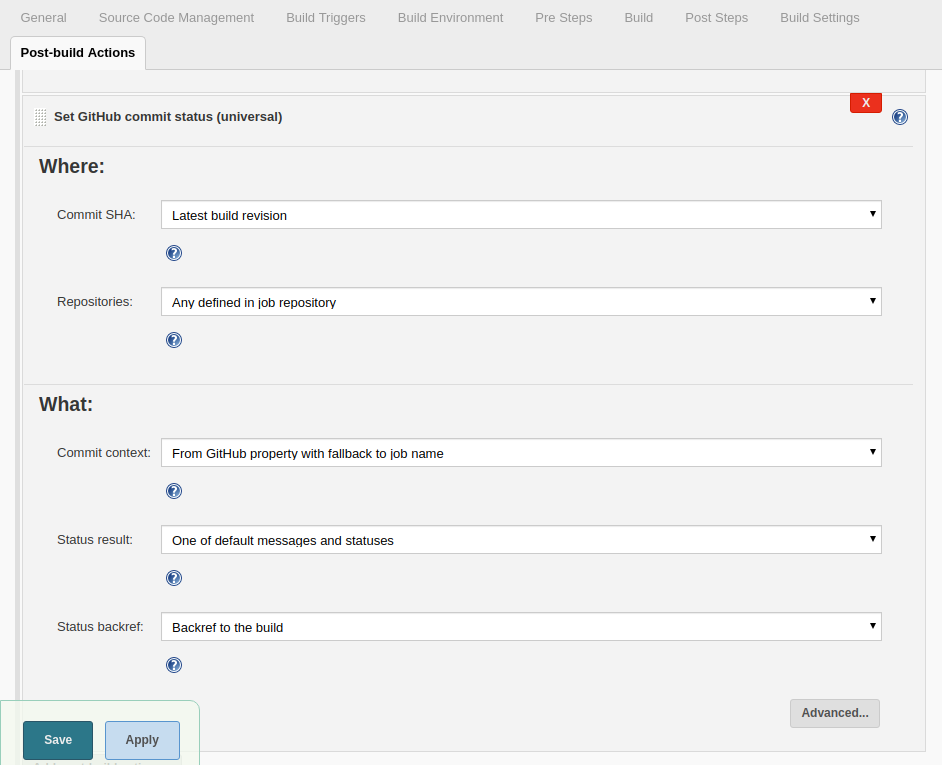 General Source Code Management Build Triggers Build Environment Pre Steps Build Post Steps Build Settings
Post-build Actions
X
Set GitHub commit status (universal) ?
Where:
Commit SHA: Latest build revision
?
Repositories: Any defined in job repository
?
What:
Commit context: From GitHub property with fallback to job name
?
Status result: One of default messages and statuses
?
Status backref: Backref to the build
?
Advanced...
Save Apply